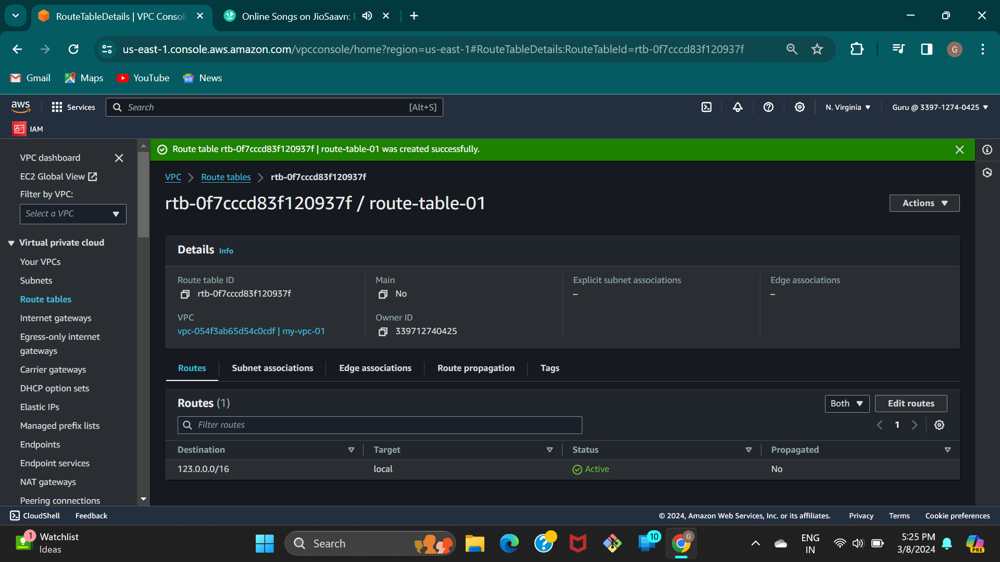 RouteTableDetails | VPC Consol
Online Songs on JioSaavn:
us-east-1.console.aws.amazon.com/vpcconsole/home?region=us-east-1#RouteTableDetails:RouteTableId=rtb-0f7cccd83f120937f
G
Gmail
Maps
YouTube
News
aws
Services
Search
[Alt+S]
N. Virginia
Guru @ 3397-1274-0425
IAM
VPC dashboard
EC2 Global View
Filter by VPC:
Select a VPC
Virtual private cloud
Your VPCs
Subnets
Route tables
Internet gateways
Egress-only internet
gateways
Carrier gateways
DHCP option sets
Elastic IPs
Managed prefix lists
Endpoints
Endpoint services
NAT gateways
Peering connections
Route table rtb-0f7cccd83f120937f | route-table-01 was created successfully.
VPC
Route tables
rtb-0f7cccd83f120937f
rtb-0f7cccd83f120937f / route-table-01
Actions
Details Info
Route table ID
rtb-0f7cccd83f120937f
Main
No
Explicit subnet associations
–
Edge associations
–
VPC
vpc-054f3ab65d54c0cdf | my-vpc-01
Owner ID
339712740425
Routes
Subnet associations
Edge associations
Route propagation
Tags
Routes (1)
Both
Edit routes
Filter routes
1
Destination
Target
Status
Propagated
123.0.0.0/16
local
Active
No
CloudShell
Feedback
© 2024, Amazon Web Services, Inc. or its affiliates.
Privacy
Terms
Cookie preferences
1
Watchlist
Ideas
Search
10
G
ENG
IN
5:25 PM
3/8/2024
PRE